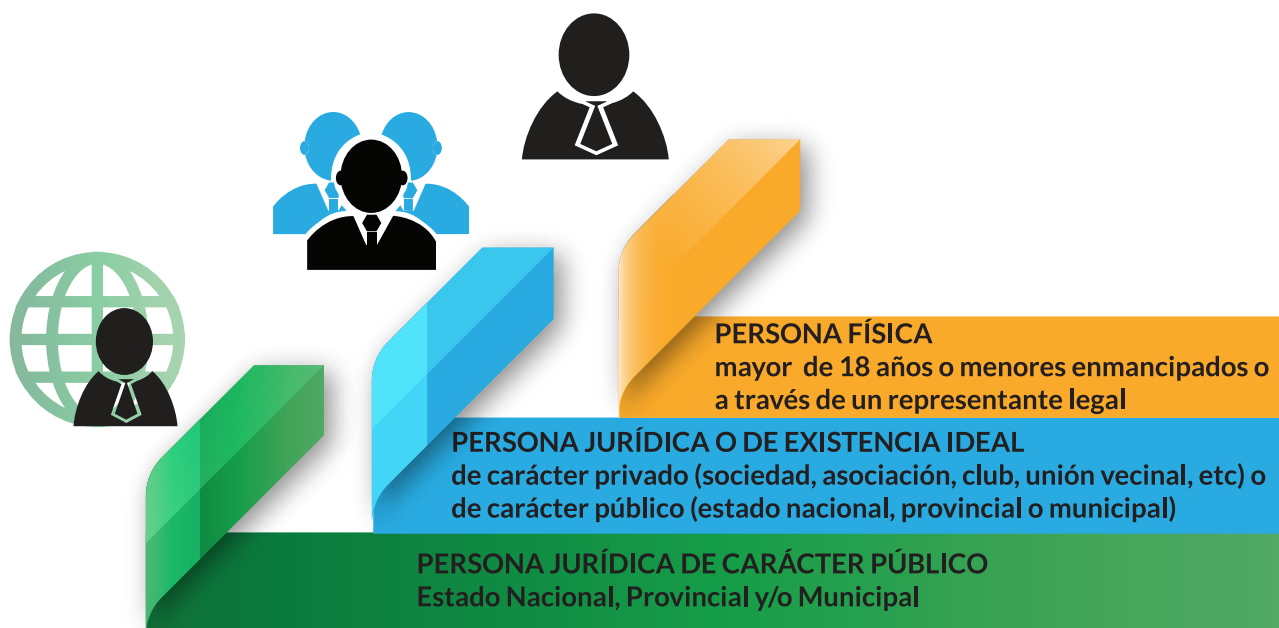 PERSONA FÍSICA
mayor de 18 años o menores enmancipados o
a través de un representante legal
PERSONA JURÍDICA O DE EXISTENCIA IDEAL
de carácter privado (sociedad, asociación, club, unión vecinal, etc) o
de carácter público (estado nacional, provincial o municipal)
PERSONA JURÍDICA DE CARÁCTER PÚBLICO
Estado Nacional, Provincial y/o Municipal